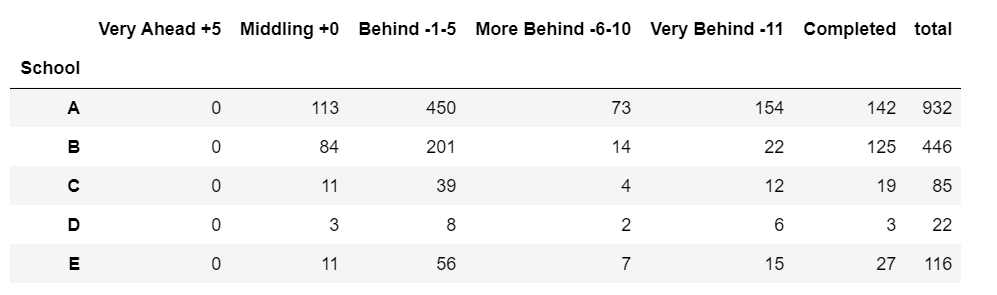 Very Ahead +5 Middling +0 Behind -1-5 More Behind -6-10 Very Behind -11 Completed total
School
A 0 113 450 73 154 142 932
B 0 84 201 14 22 125 446
C 0 11 39 4 12 19 85
D 0 3 8 2 6 3 22
E 0 11 56 7 15 27 116